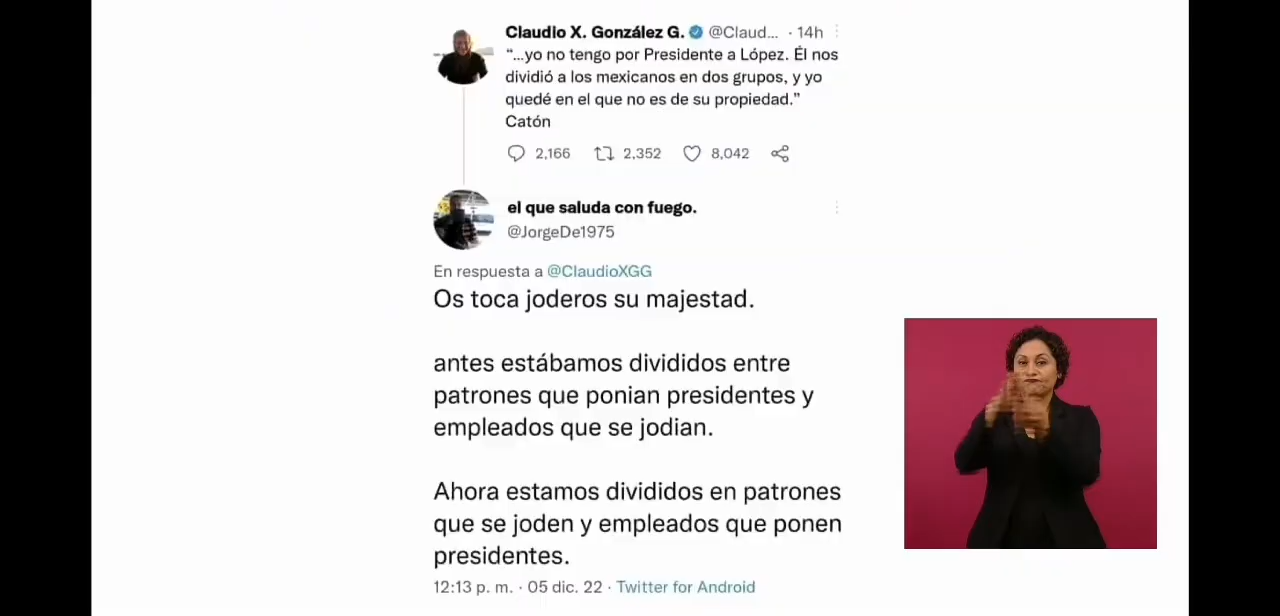 Claudio X. González G. @Claud... · 14h
“...yo no tengo por Presidente a López. Él nos
dividió a los mexicanos en dos grupos, y yo
quedé en el que no es de su propiedad.”
Catón
2,166 2,352 8,042
el que saluda con fuego.
@JorgeDe1975
En respuesta a @ClaudioXGG
Os toca joderos su majestad.
antes estábamos divididos entre
patrones que ponian presidentes y
empleados que se jodian.
Ahora estamos divididos en patrones
que se joden y empleados que ponen
presidentes.
12:13 p. m. · 05 dic. 22 · Twitter for Android